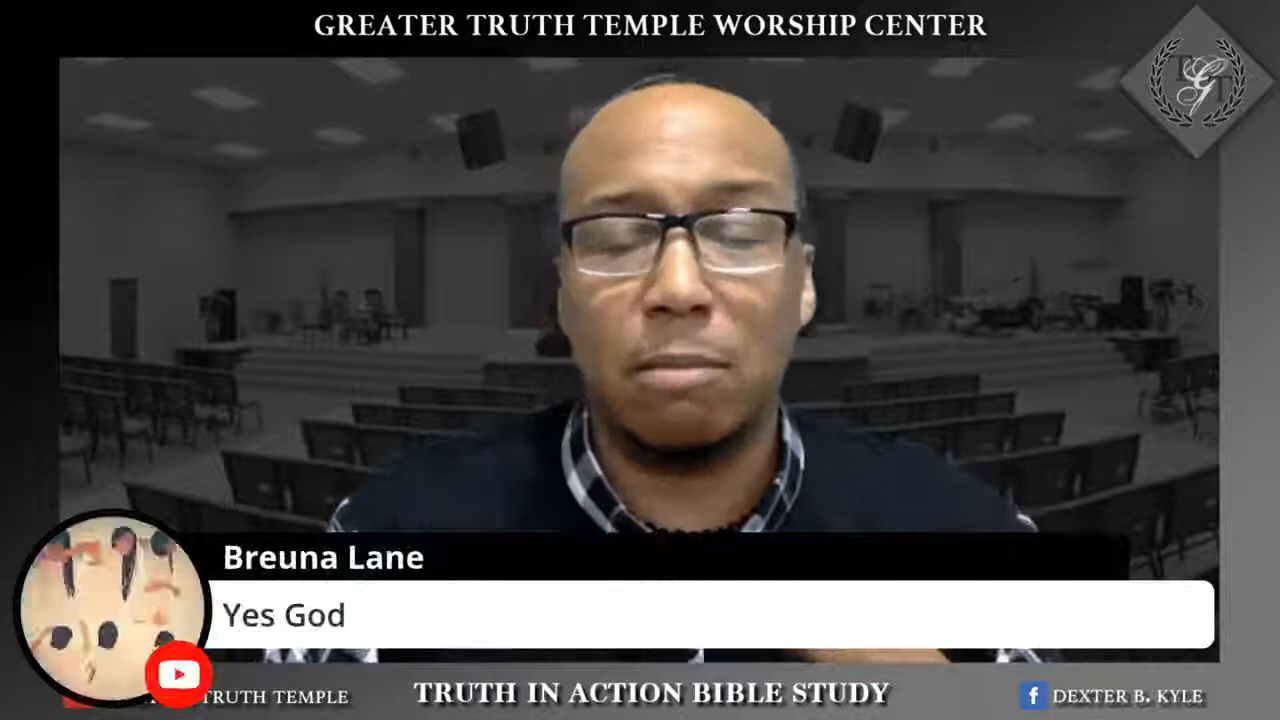 GREATER TRUTH TEMPLE WORSHIP CENTER
Breuna Lane
Yes God
TRUTH TEMPLE
TRUTH IN ACTION BIBLE STUDY
DEXTER B. KYLE